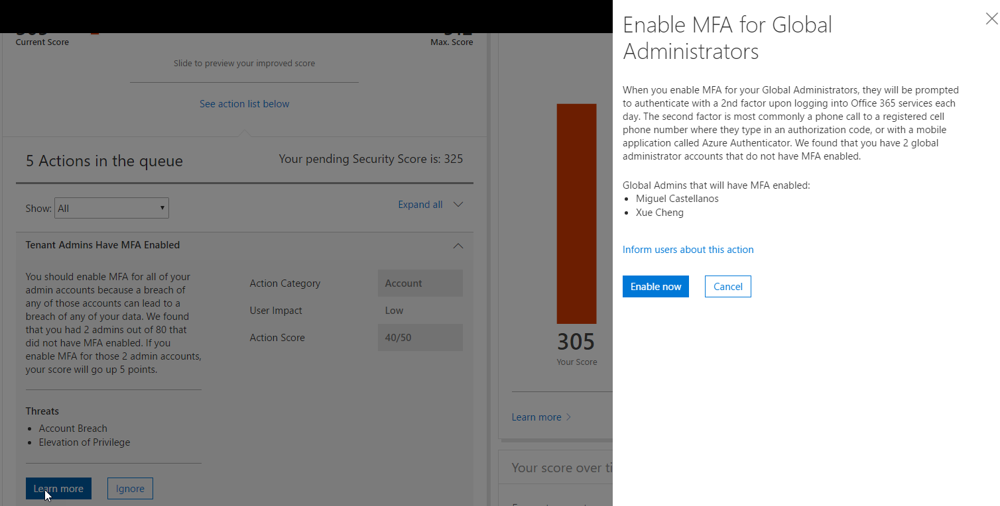 Current Score
Max. Score
Slide to preview your improved score
See action list below
5 Actions in the queue
Your pending Security Score is: 325
Show: All
Expand all
Tenant Admins Have MFA Enabled
You should enable MFA for all of your
admin accounts because a breach of
any of those accounts can lead to a
breach of any of your data. We found
that you had 2 admins out of 80 that
did not have MFA enabled. If you
enable MFA for those 2 admin accounts,
your score will go up 5 points.
Action Category Account
User Impact Low
Action Score 40/50
Threats
• Account Breach
• Elevation of Privilege
Learn more
Ignore
305
Your Score
Learn more
Your score over ti
Enable MFA for Global
Administrators
When you enable MFA for your Global Administrators, they will be prompted
to authenticate with a 2nd factor upon logging into Office 365 services each
day. The second factor is most commonly a phone call to a registered cell
phone number where they type in an authorization code, or with a mobile
application called Azure Authenticator. We found that you have 2 global
administrator accounts that do not have MFA enabled.
Global Admins that will have MFA enabled:
• Miguel Castellanos
• Xue Cheng
Inform users about this action
Enable now
Cancel